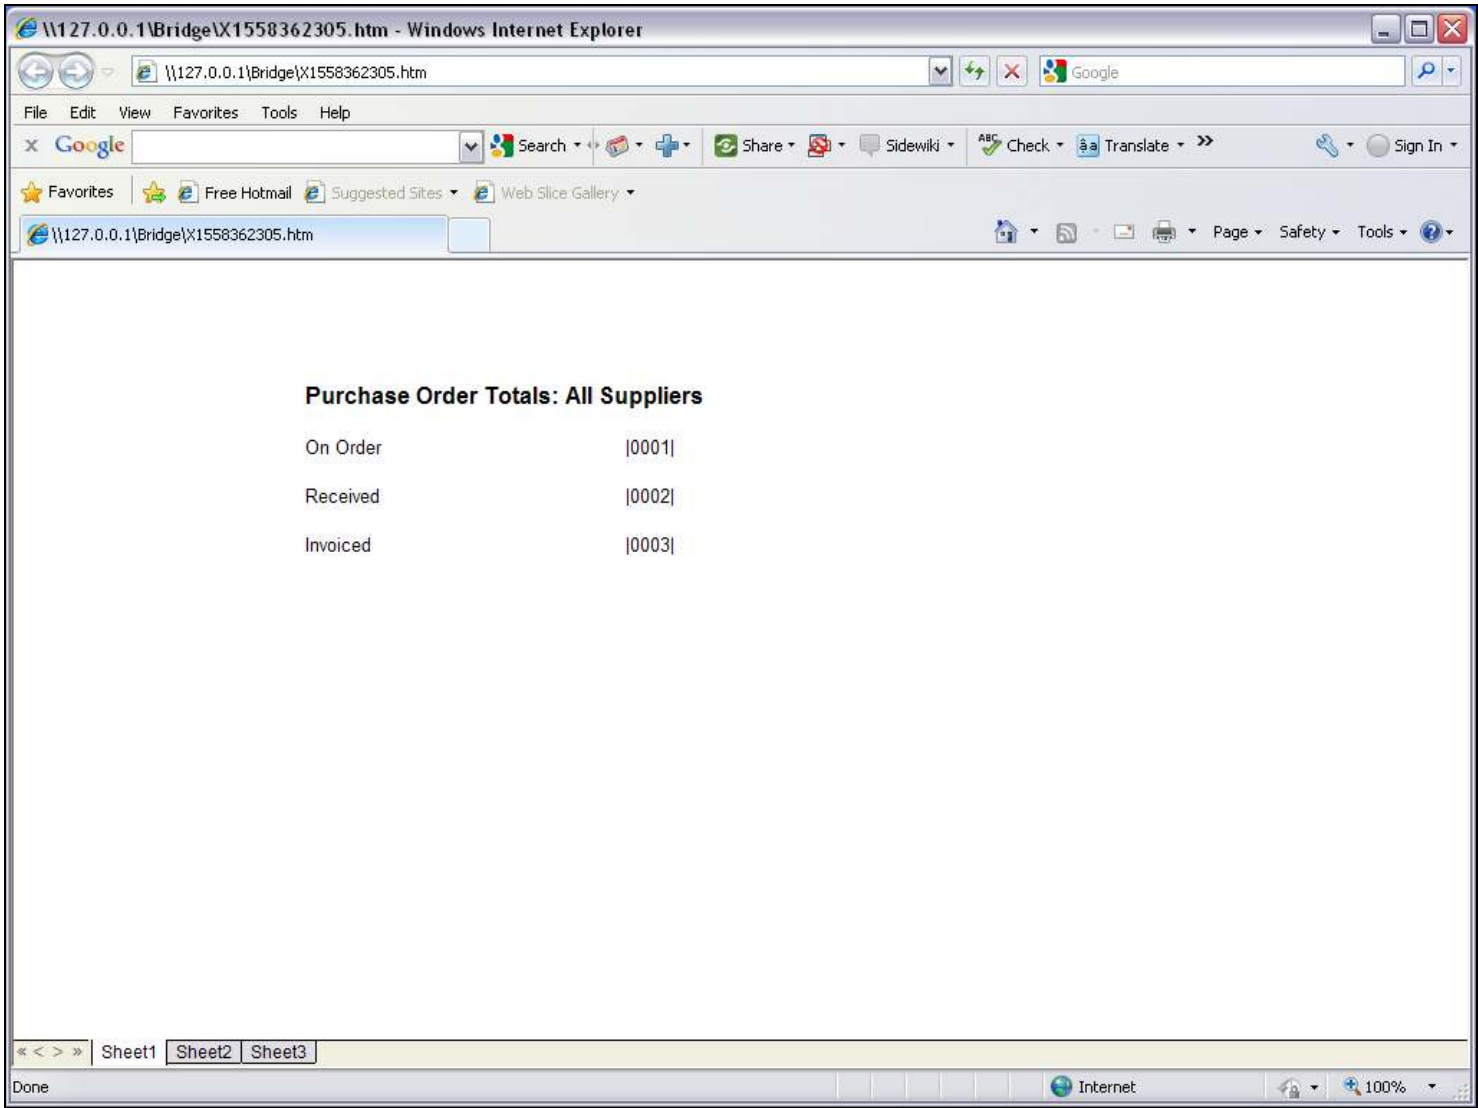 \\127.0.0.1\Bridge\X1558362305.htm - Windows Internet Explorer
\\127.0.0.1\Bridge\X1558362305.htm Google
File Edit View Favorites Tools Help
x Google Search Share Sidewiki ABC Check âa Translate » Sign In
Favorites Free Hotmail Suggested Sites Web Slice Gallery
\\127.0.0.1\Bridge\X1558362305.htm Page Safety Tools
Purchase Order Totals: All Suppliers
On Order |0001|
Received |0002|
Invoiced |0003|
« < > » Sheet1 Sheet2 Sheet3
Done Internet 100%